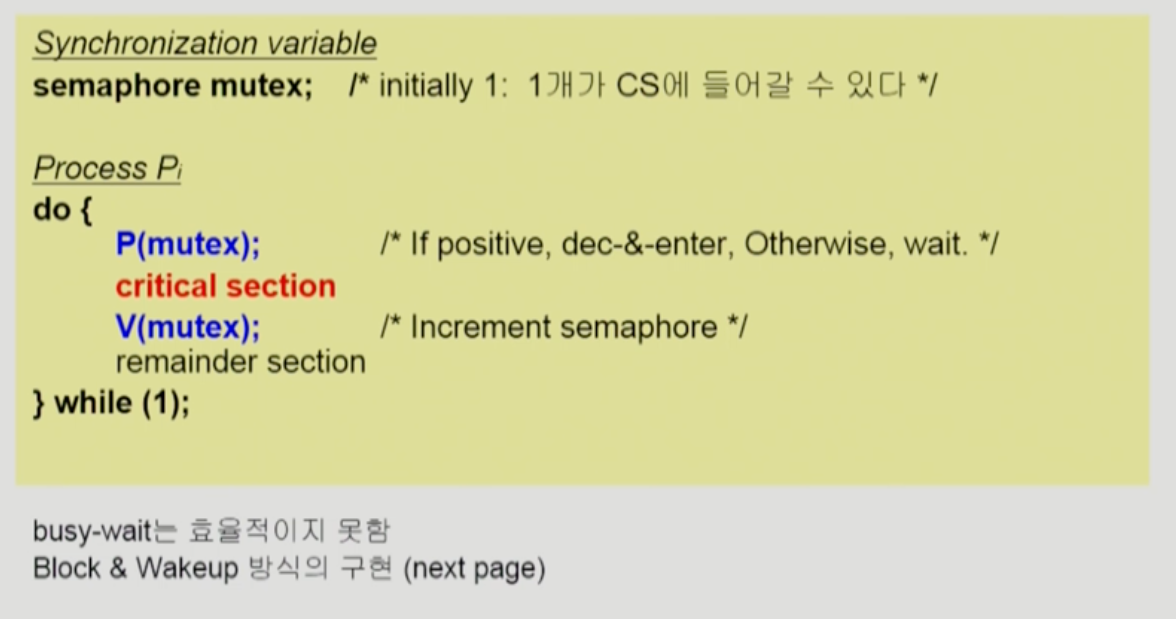 Synchronization variable
semaphore mutex; /* initially 1: 1개가 CS에 들어갈 수 있다 */
Process Pi
do {
P(mutex); /* If positive, dec-&-enter, Otherwise, wait. */
critical section
V(mutex); /* Increment semaphore */
remainder section
} while (1);
busy-wait는 효율적이지 못함
Block & Wakeup 방식의 구현 (next page)